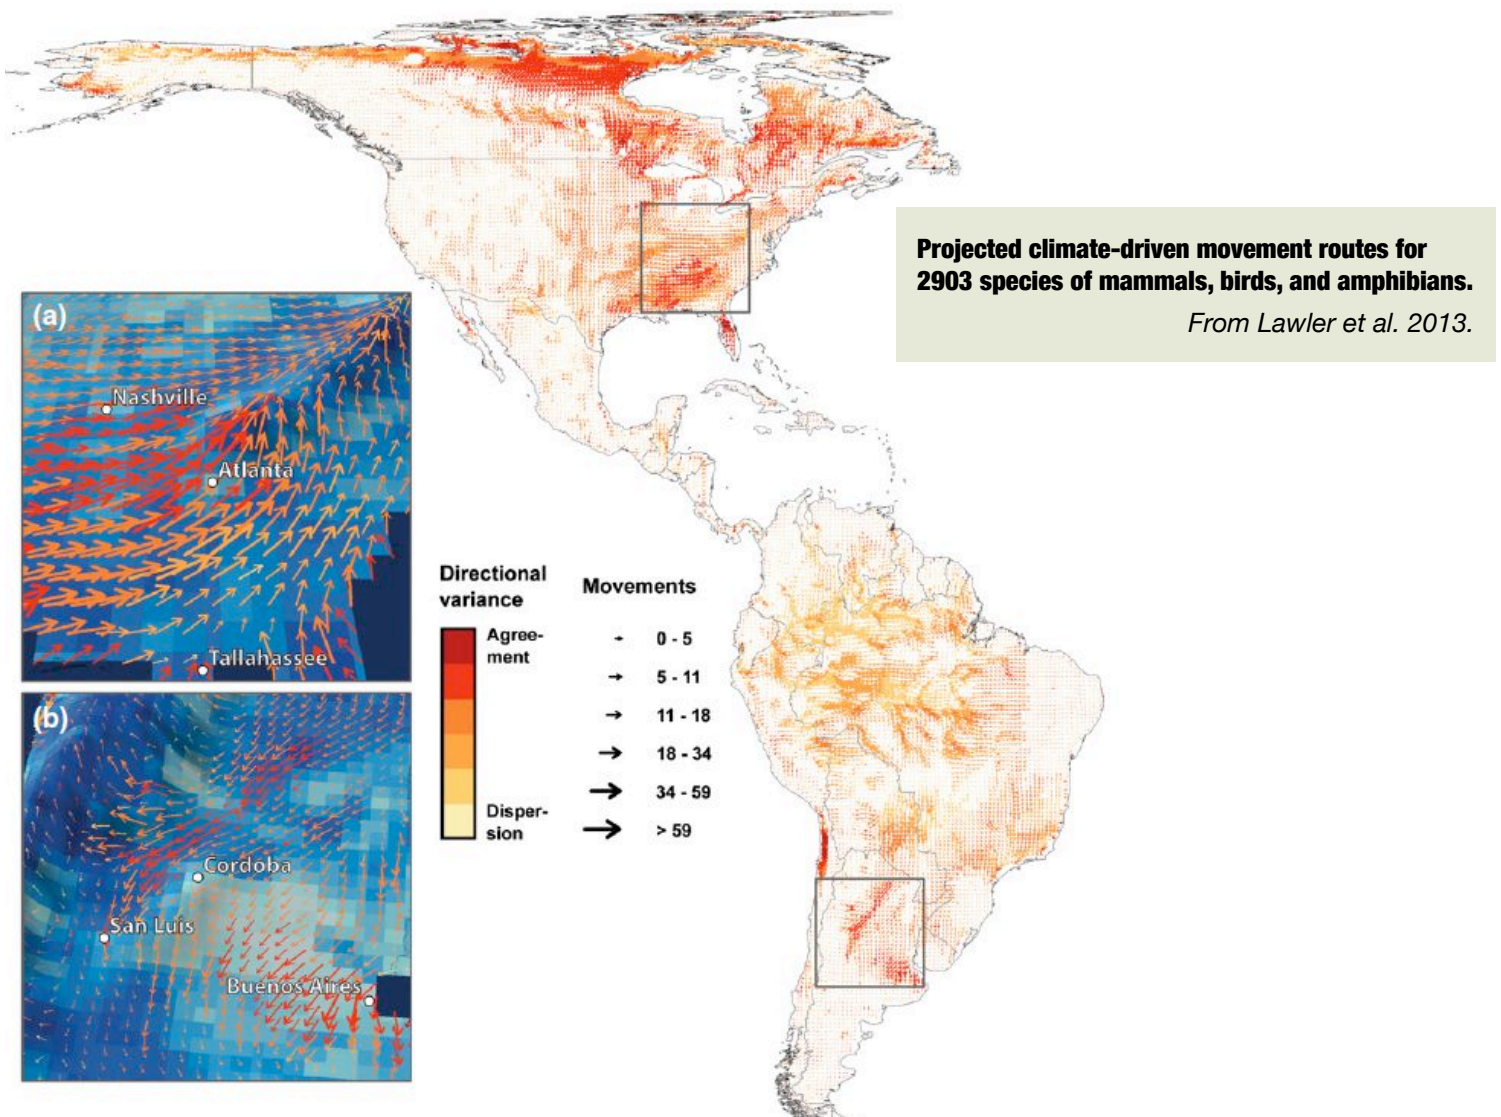 Projected climate-driven movement routes for
2903 species of mammals, birds, and amphibians.
From Lawler et al. 2013.
(a)
Nashville
Atlanta
Tallahassee
(b)
Cordoba
San Luis
Buenos Aires
Directional
variance
Agree-
ment
Disper-
sion
Movements
0 - 5
5 - 11
11 - 18
18 - 34
34 - 59
> 59